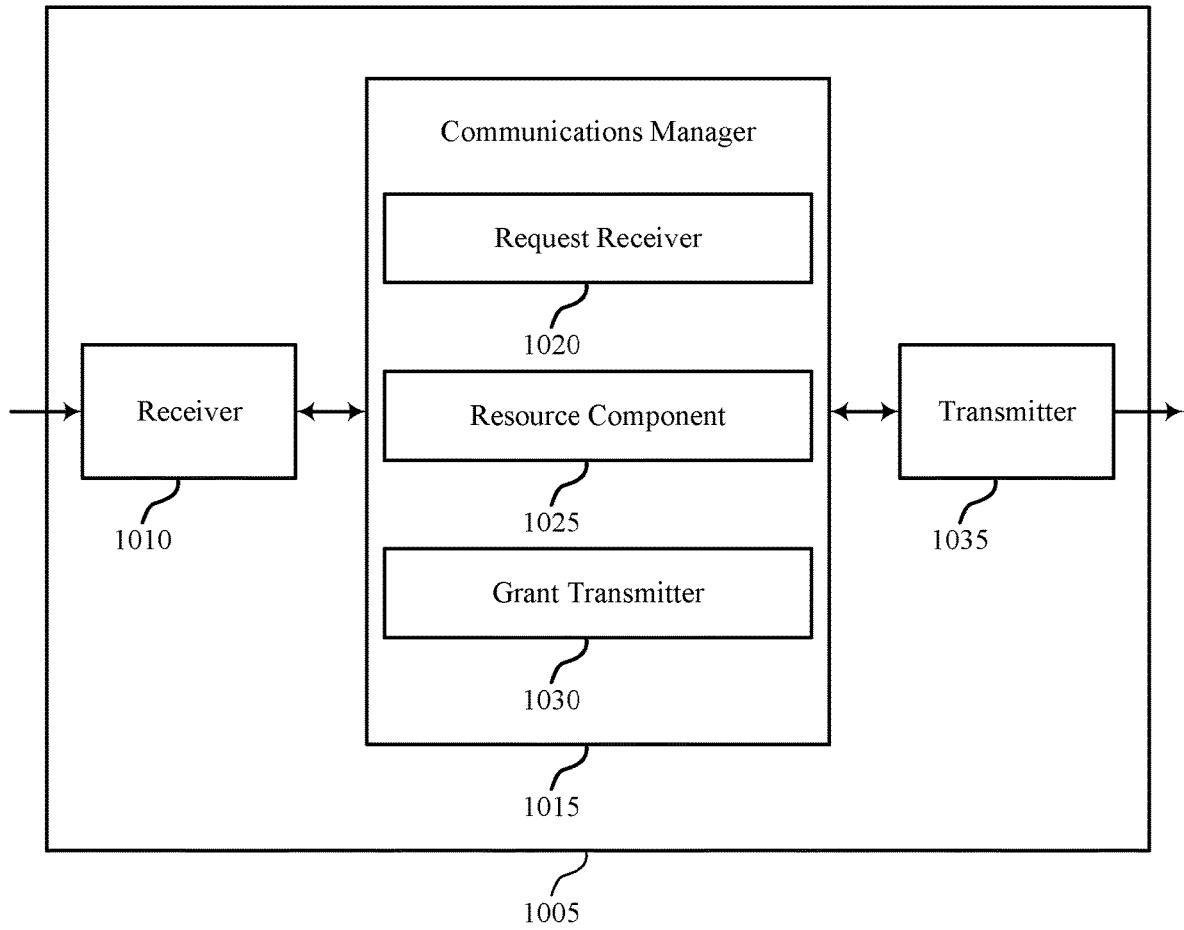 Communications Manager
Request Receiver
1020
Receiver
1010
Resource Component
1025
Transmitter
1035
Grant Transmitter
1030
1015
1005